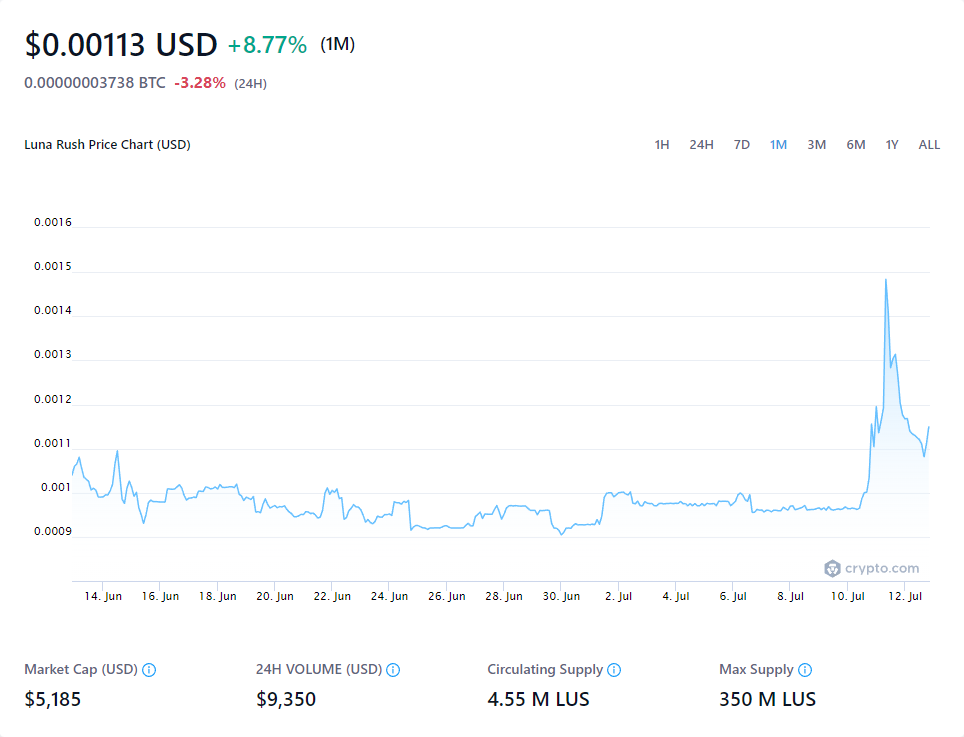 $0.00113 USD +8.77% (1M)
0.00000003738 BTC -3.28% (24H)
Luna Rush Price Chart (USD) 1H 24H 7D 1M 3M 6M 1Y ALL
0.0016
0.0015
0.0014
0.0013
0.0012
0.0011
0.001
0.0009
crypto.com
14. Jun 16. Jun 18. Jun 20. Jun 22. Jun 24. Jun 26. Jun 28. Jun 30. Jun 2. Jul 4. Jul 6. Jul 8. Jul 10. Jul 12. Jul
Market Cap (USD) 24H VOLUME (USD) Circulating Supply Max Supply
$5,185 $9,350 4.55 M LUS 350 M LUS